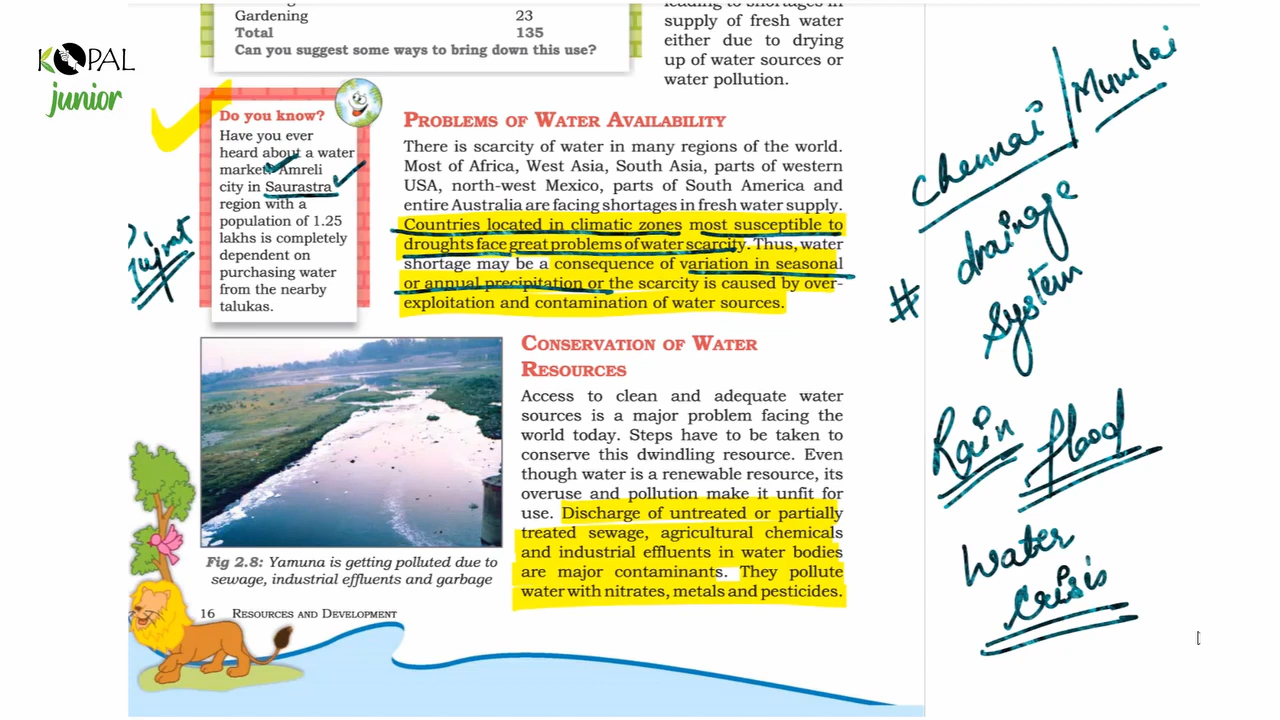 KOPAL
junior
leading to shortages in
Gardening 23
supply of fresh water
Total 135
either due to drying
Can you suggest some ways to bring down this use?
up of water sources or
water pollution.
Do you know?
Have you ever
heard about a water
market? Amreli
city in Saurastra
region with a
population of 1.25
lakhs is completely
dependent on
purchasing water
from the nearby
talukas.
PROBLEMS OF WATER AVAILABILITY
There is scarcity of water in many regions of the world.
Most of Africa, West Asia, South Asia, parts of western
USA, north-west Mexico, parts of South America and
entire Australia are facing shortages in fresh water supply.
Countries located in climatic zones most susceptible to
droughts face great problems of water scarcity. Thus, water
shortage may be a consequence of variation in seasonal
or annual precipitation or the scarcity is caused by over-
exploitation and contamination of water sources.
CONSERVATION OF WATER
RESOURCES
Access to clean and adequate water
sources is a major problem facing the
world today. Steps have to be taken to
conserve this dwindling resource. Even
though water is a renewable resource, its
overuse and pollution make it unfit for
use. Discharge of untreated or partially
treated sewage, agricultural chemicals
and industrial effluents in water bodies
are major contaminants. They pollute
water with nitrates, metals and pesticides.
Fig 2.8: Yamuna is getting polluted due to
sewage, industrial effluents and garbage
16 RESOURCES AND DEVELOPMENT
Chennai / Mumbai
# drainage
system
Rain flood
Water
Crisis